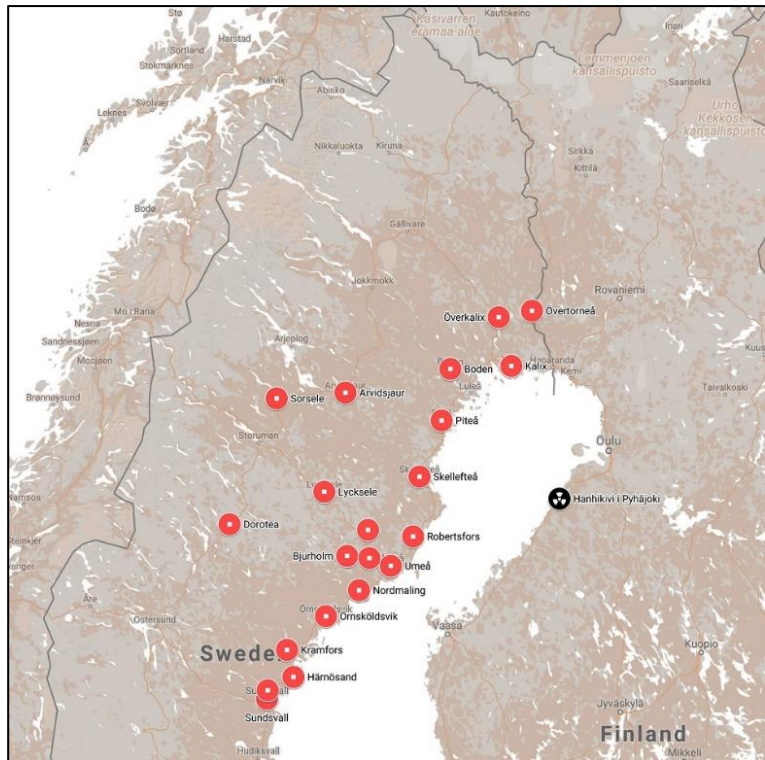 Stø
Sortland
Harstad
Stokmarknes
Svolvær
Leknes
Å
Narvik
Abisko
Nikkaluokta
Kiruna
Kautokeino
Käsivarren
erämaa-alue
Inari
Lemmenjoen
kansallispuisto
Saariselkä
Urho
Kekkosen
kansallispuisto
Sirkka
Kittilä
Bodø
Gällivare
Jokkmokk
Mo i Rana
Nesna
Sandnessjøen
Mosjøen
Brønnøysund
Arjeplog
Överkalix
Övertorneå
Rovaniemi
Kuus
Boden
Kalix
Haparanda
Kemi
Luleå
Taivalkoski
Sorsele
Arvidsjaur
Piteå
Storuman
Oulu
Skellefteå
Lycksele
Hanhikivi i Pyhäjoki
Namsos
Dorotea
Steinkjer
Robertsfors
Bjurholm
Umeå
Nordmaling
Åre
Östersund
Örnsköldsvik
Vaasa
Kramfors
Sweden
Kuopio
Härnösand
Sundsvall
Jyväskylä
Finland
Hudiksvall
Mikkeli